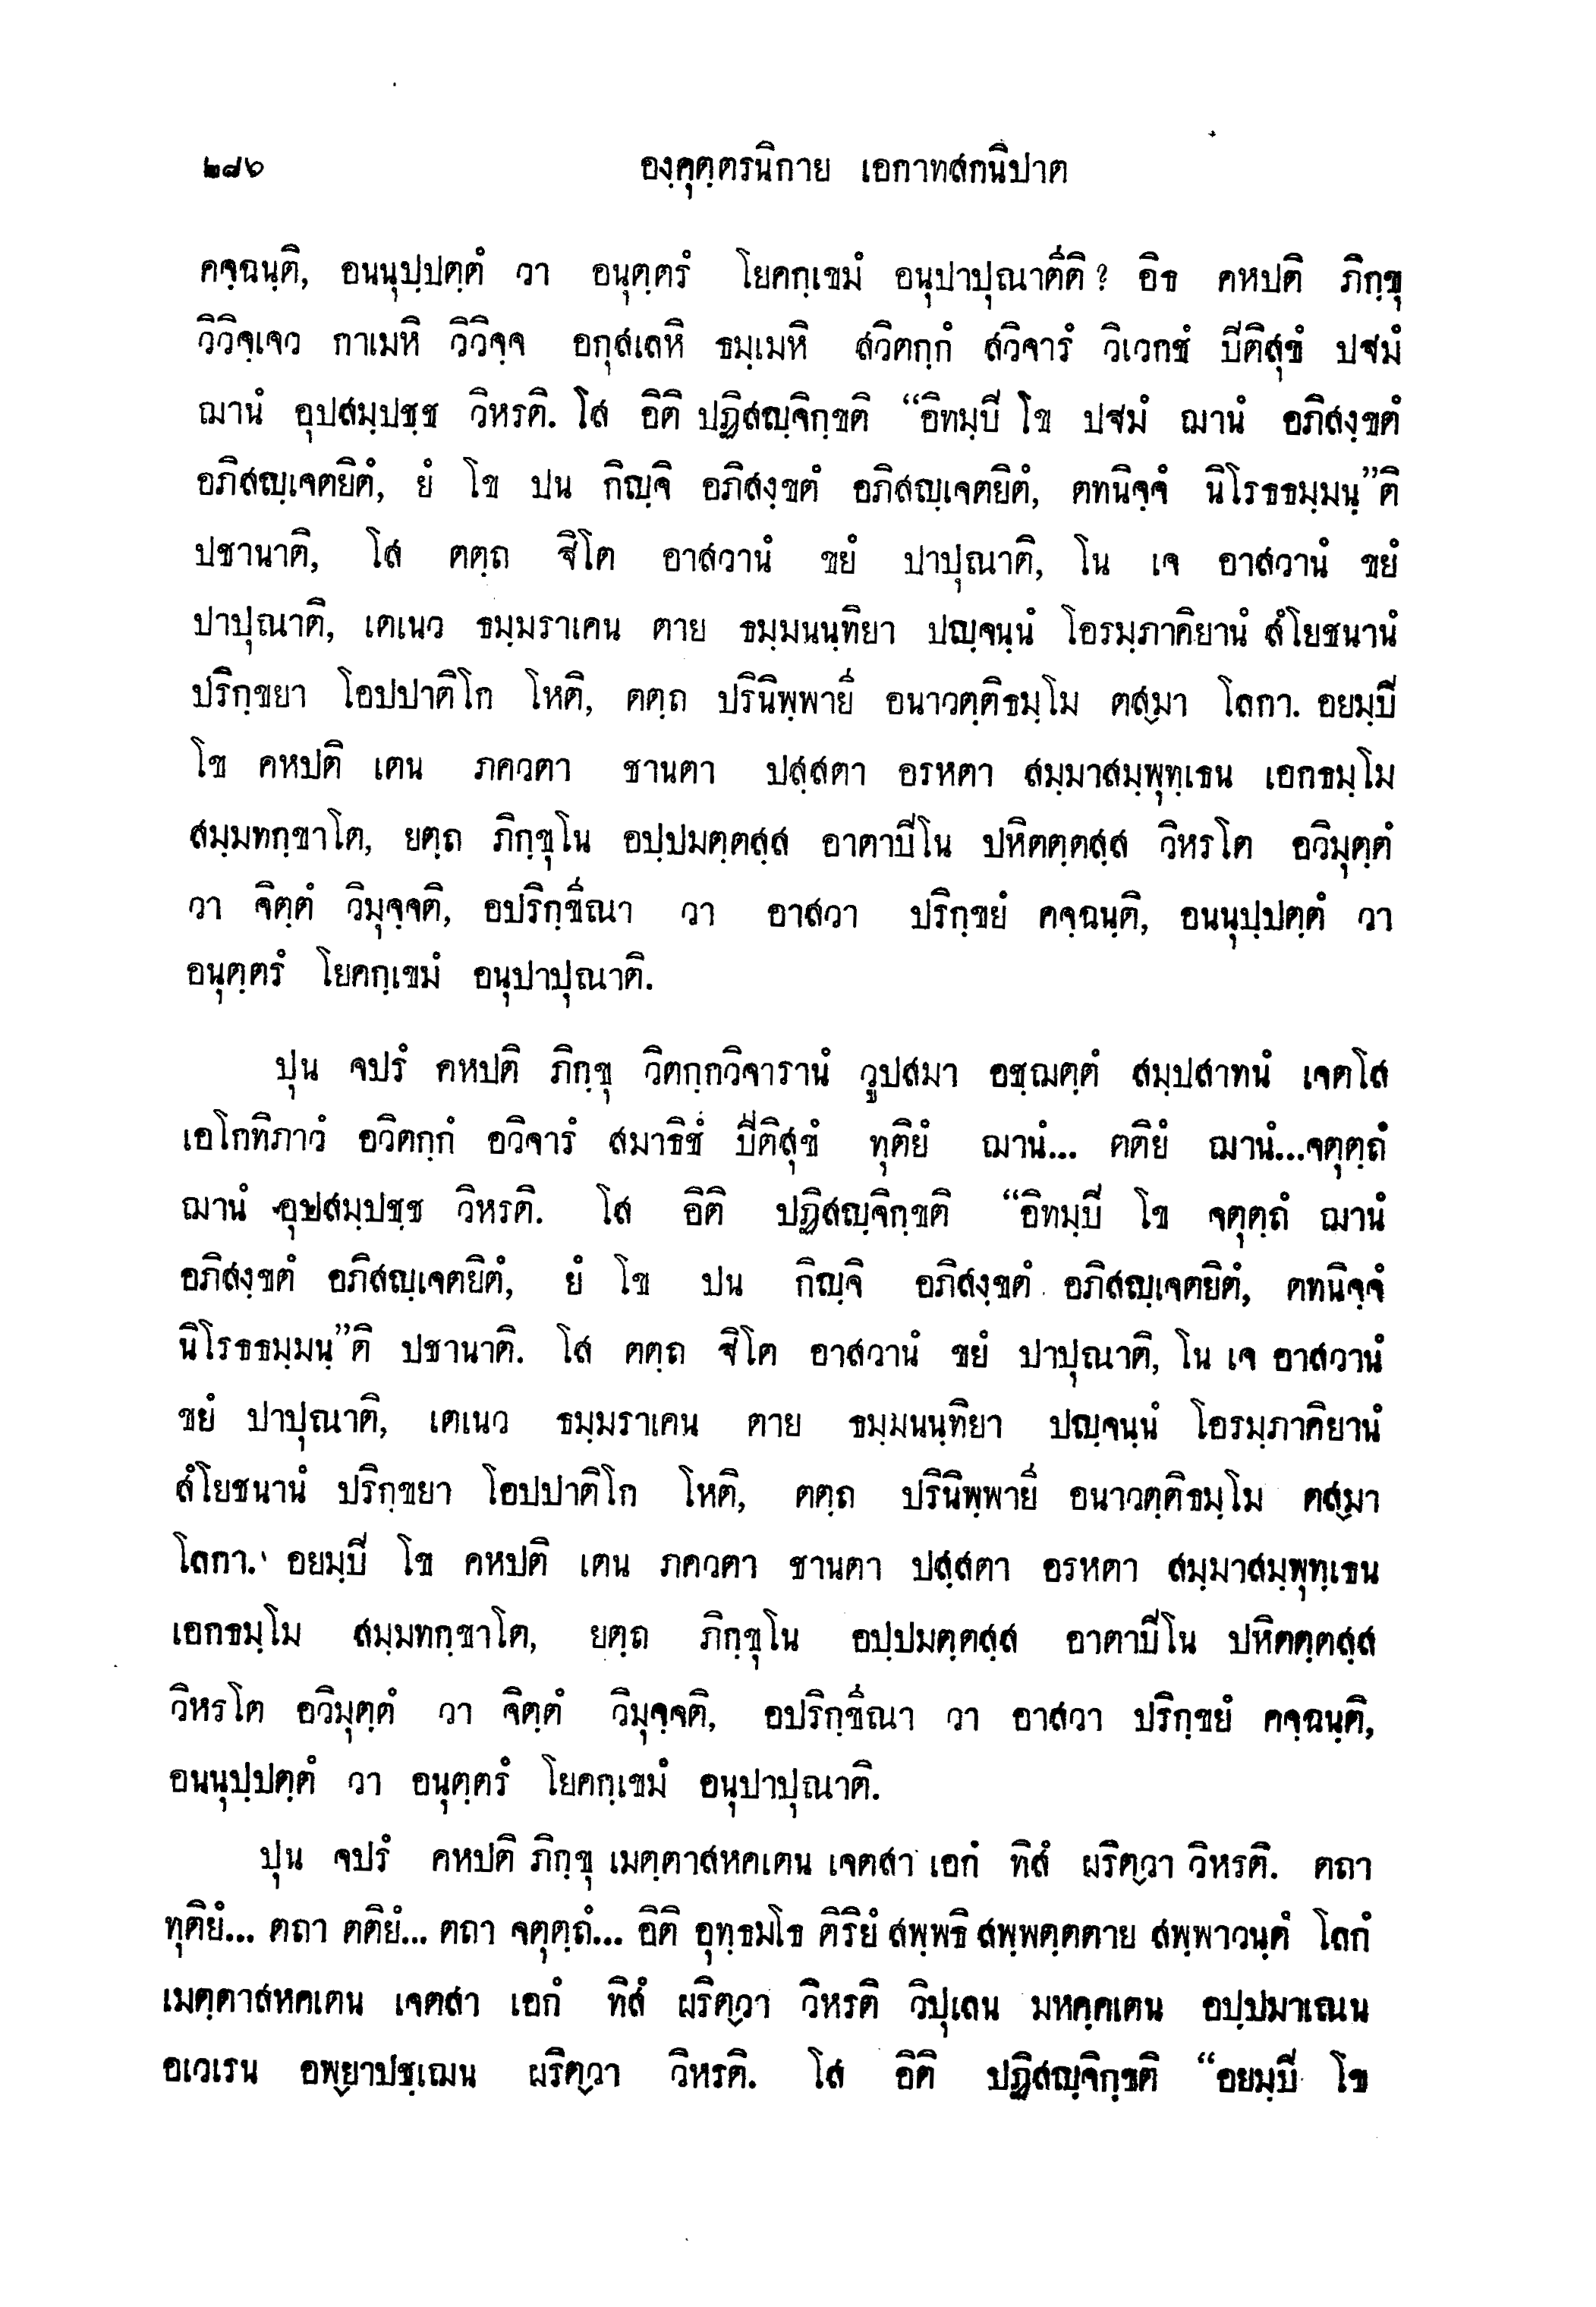 ๒๘๖ องฺคุตฺตรนิกาย เอกาทสกนิปาต
คจฺฉนฺติ, อนนุปฺปตฺตํ วา อนุตฺตรํ โยคกฺเขมํ อนุปาปุณาตีติ ? อิธ คหปติ ภิกฺขุ
วิวิจฺเจว กาเมหิ วิวิจฺจ อกุสเลหิ ธมฺเมหิ สวิตกฺกํ สวิจารํ วิเวกชํ ปีติสุขํ ปฐมํ
ฌานํ อุปสมฺปชฺช วิหรติ. โส อิติ ปฏิสญฺจิกฺขติ “อิทมฺปิ โข ปฐมํ ฌานํ อภิสงฺขตํ
อภิสญฺเจตยิตํ, ยํ โข ปน กิญฺจิ อภิสงฺขตํ อภิสญฺเจตยิตํ, ตทนิจฺจํ นิโรธธมฺมนฺ”ติ
ปชานาติ, โส ตตฺถ ฐิโต อาสวานํ ขยํ ปาปุณาติ, โน เจ อาสวานํ ขยํ
ปาปุณาติ, เตเนว ธมฺมราเคน ตาย ธมฺมนนฺทิยา ปญฺจนฺนํ โอรมฺภาคิยานํ สํโยชนานํ
ปริกฺขยา โอปปาติโก โหติ, ตตฺถ ปรินิพฺพายี อนาวตฺติธมฺโม ตสฺมา โลกา. อยมฺปิ
โข คหปติ เตน ภควตา ชานตา ปสฺสตา อรหตา สมฺมาสมฺพุทฺเธน เอกธมฺโม
สมฺมทกฺขาโต, ยตฺถ ภิกฺขุโน อปฺปมตฺตสฺส อาตาปิโน ปหิตตฺตสฺส วิหรโต อวิมุตฺตํ
วา จิตฺตํ วิมุจฺจติ, อปริกฺขีณา วา อาสวา ปริกฺขยํ คจฺฉนฺติ, อนนุปฺปตฺตํ วา
อนุตฺตรํ โยคกฺเขมํ อนุปาปุณาติ.
ปุน จปรํ คหปติ ภิกฺขุ วิตกฺกวิจารานํ วูปสมา อชฺฌตฺตํ สมฺปสาทนํ เจตโส
เอโกทิภาวํ อวิตกฺกํ อวิจารํ สมาธิชํ ปีติสุขํ ทุติยํ ฌานํ... ตติยํ ฌานํ...จตุตฺถํ
ฌานํ อุปสมฺปชฺช วิหรติ. โส อิติ ปฏิสญฺจิกฺขติ “อิทมฺปิ โข จตุตฺถํ ฌานํ
อภิสงฺขตํ อภิสญฺเจตยิตํ, ยํ โข ปน กิญฺจิ อภิสงฺขตํ อภิสญฺเจตยิตํ, ตทนิจฺจํ
นิโรธธมฺมนฺ”ติ ปชานาติ. โส ตตฺถ ฐิโต อาสวานํ ขยํ ปาปุณาติ, โน เจ อาสวานํ
ขยํ ปาปุณาติ, เตเนว ธมฺมราเคน ตาย ธมฺมนนฺทิยา ปญฺจนฺนํ โอรมฺภาคิยานํ
สํโยชนานํ ปริกฺขยา โอปปาติโก โหติ, ตตฺถ ปรินิพฺพายี อนาวตฺติธมฺโม ตสฺมา
โลกา. อยมฺปิ โข คหปติ เตน ภควตา ชานตา ปสฺสตา อรหตา สมฺมาสมฺพุทฺเธน
เอกธมฺโม สมฺมทกฺขาโต, ยตฺถ ภิกฺขุโน อปฺปมตฺตสฺส อาตาปิโน ปหิตตฺตสฺส
วิหรโต อวิมุตฺตํ วา จิตฺตํ วิมุจฺจติ, อปริกฺขีณา วา อาสวา ปริกฺขยํ คจฺฉนฺติ,
อนนุปฺปตฺตํ วา อนุตฺตรํ โยคกฺเขมํ อนุปาปุณาติ.
ปุน จปรํ คหปติ ภิกฺขุ เมตฺตาสหคเตน เจตสา เอกํ ทิสํ ผริตฺวา วิหรติ. ตถา
ทุติยํ... ตถา ตติยํ... ตถา จตุตฺถํ... อิติ อุทฺธมโธ ติริยํ สพฺพธิ สพฺพตฺตตาย สพฺพาวนฺตํ โลกํ
เมตฺตาสหคเตน เจตสา เอกํ ทิสํ ผริตฺวา วิหรติ วิปุเลน มหคฺคเตน อปฺปมาเณน
อเวเรน อพฺยาปชฺเฌน ผริตฺวา วิหรติ. โส อิติ ปฏิสญฺจิกฺขติ “อยมฺปิ โข